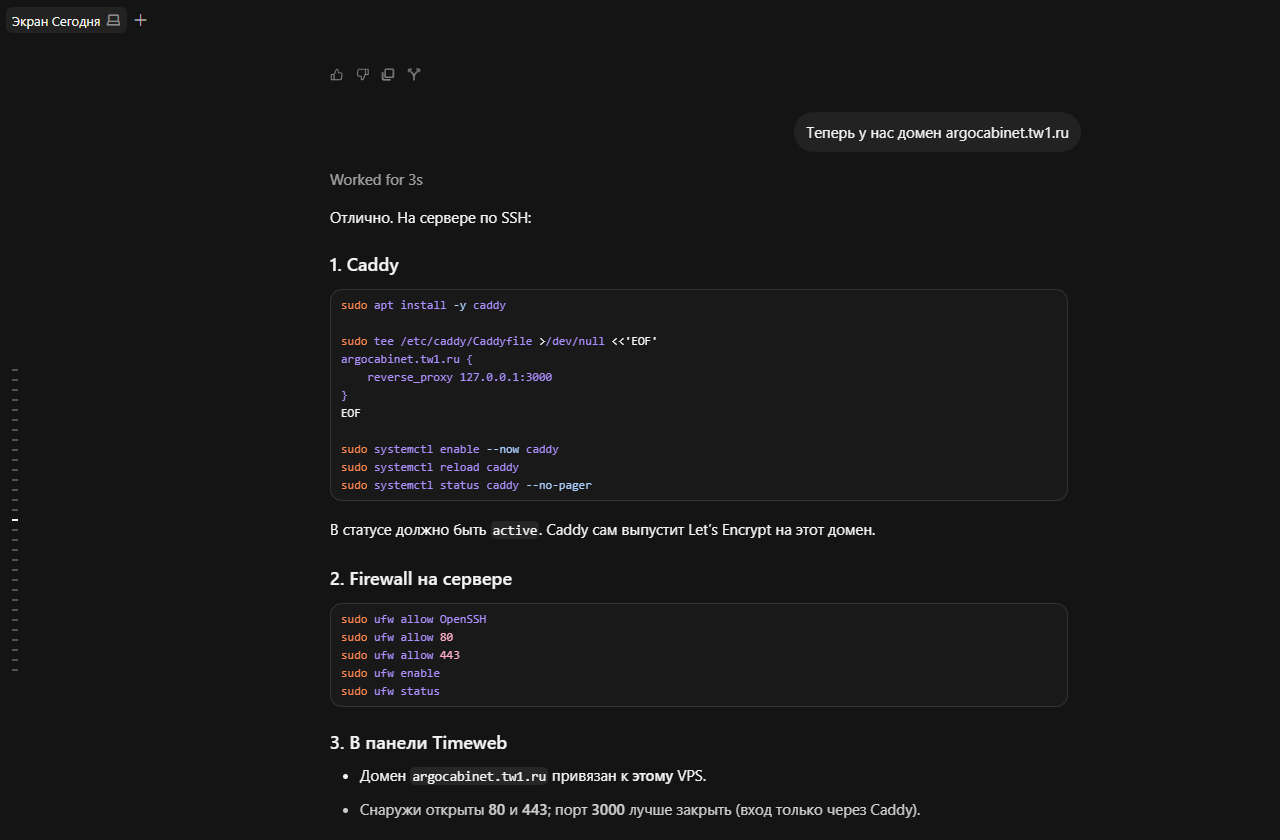 Экран Сегодня
Теперь у нас домен argocabinet.tw1.ru
Worked for 3s
Отлично. На сервере по SSH:
1. Caddy
sudo apt install -y caddy
sudo tee /etc/caddy/Caddyfile >/dev/null <<'EOF'
argocabinet.tw1.ru {
    reverse_proxy 127.0.0.1:3000
}
EOF
sudo systemctl enable --now caddy
sudo systemctl reload caddy
sudo systemctl status caddy --no-pager
В статусе должно быть active. Caddy сам выпустит Let’s Encrypt на этот домен.
2. Firewall на сервере
sudo ufw allow OpenSSH
sudo ufw allow 80
sudo ufw allow 443
sudo ufw enable
sudo ufw status
3. В панели Timeweb
• Домен argocabinet.tw1.ru привязан к этому VPS.
• Снаружи открыты 80 и 443; порт 3000 лучше закрыть (вход только через Caddy).